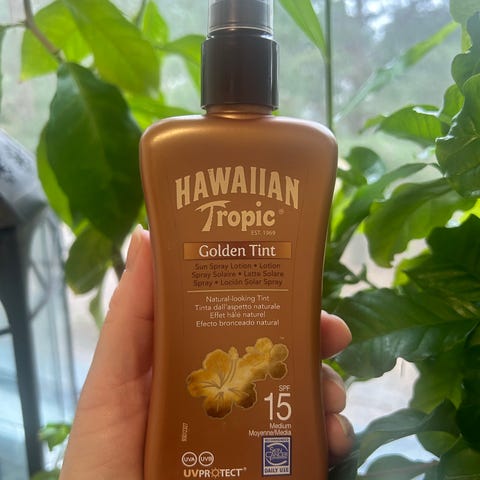 HAWAIIAN
Tropic®
EST. 1969
Golden Tint
Sun Spray Lotion • Lotion
Spray Solaire • Latte Solare
Spray • Loción Solar Spray
Natural-looking Tint
Tinta dall'aspetto naturale
Effet hâlé naturel
Efecto bronceado natural
™
SPF
15
Medium
Moyenne/Media
UVA UVB
UVPROTECT®
DAILY USE